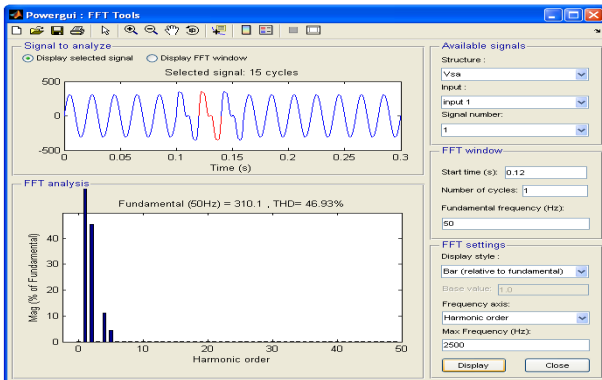 Powergui : FFT Tools
Signal to analyze
Display selected signal
Display FFT window
Selected signal: 15 cycles
500
0
-500
0
0.05
0.1
0.15
0.2
0.25
0.3
Time (s)
FFT analysis
Fundamental (50Hz) = 310.1 , THD= 46.93%
Mag (% of Fundamental)
40
30
20
10
0
0
10
20
30
40
50
Harmonic order
Available signals
Structure :
Vsa
Input :
input 1
Signal number:
1
FFT window
Start time (s): 0.12
Number of cycles: 1
Fundamental frequency (Hz):
50
FFT settings
Display style :
Bar (relative to fundamental)
Base value: 1.0
Frequency axis:
Harmonic order
Max Frequency (Hz):
2500
Display
Close